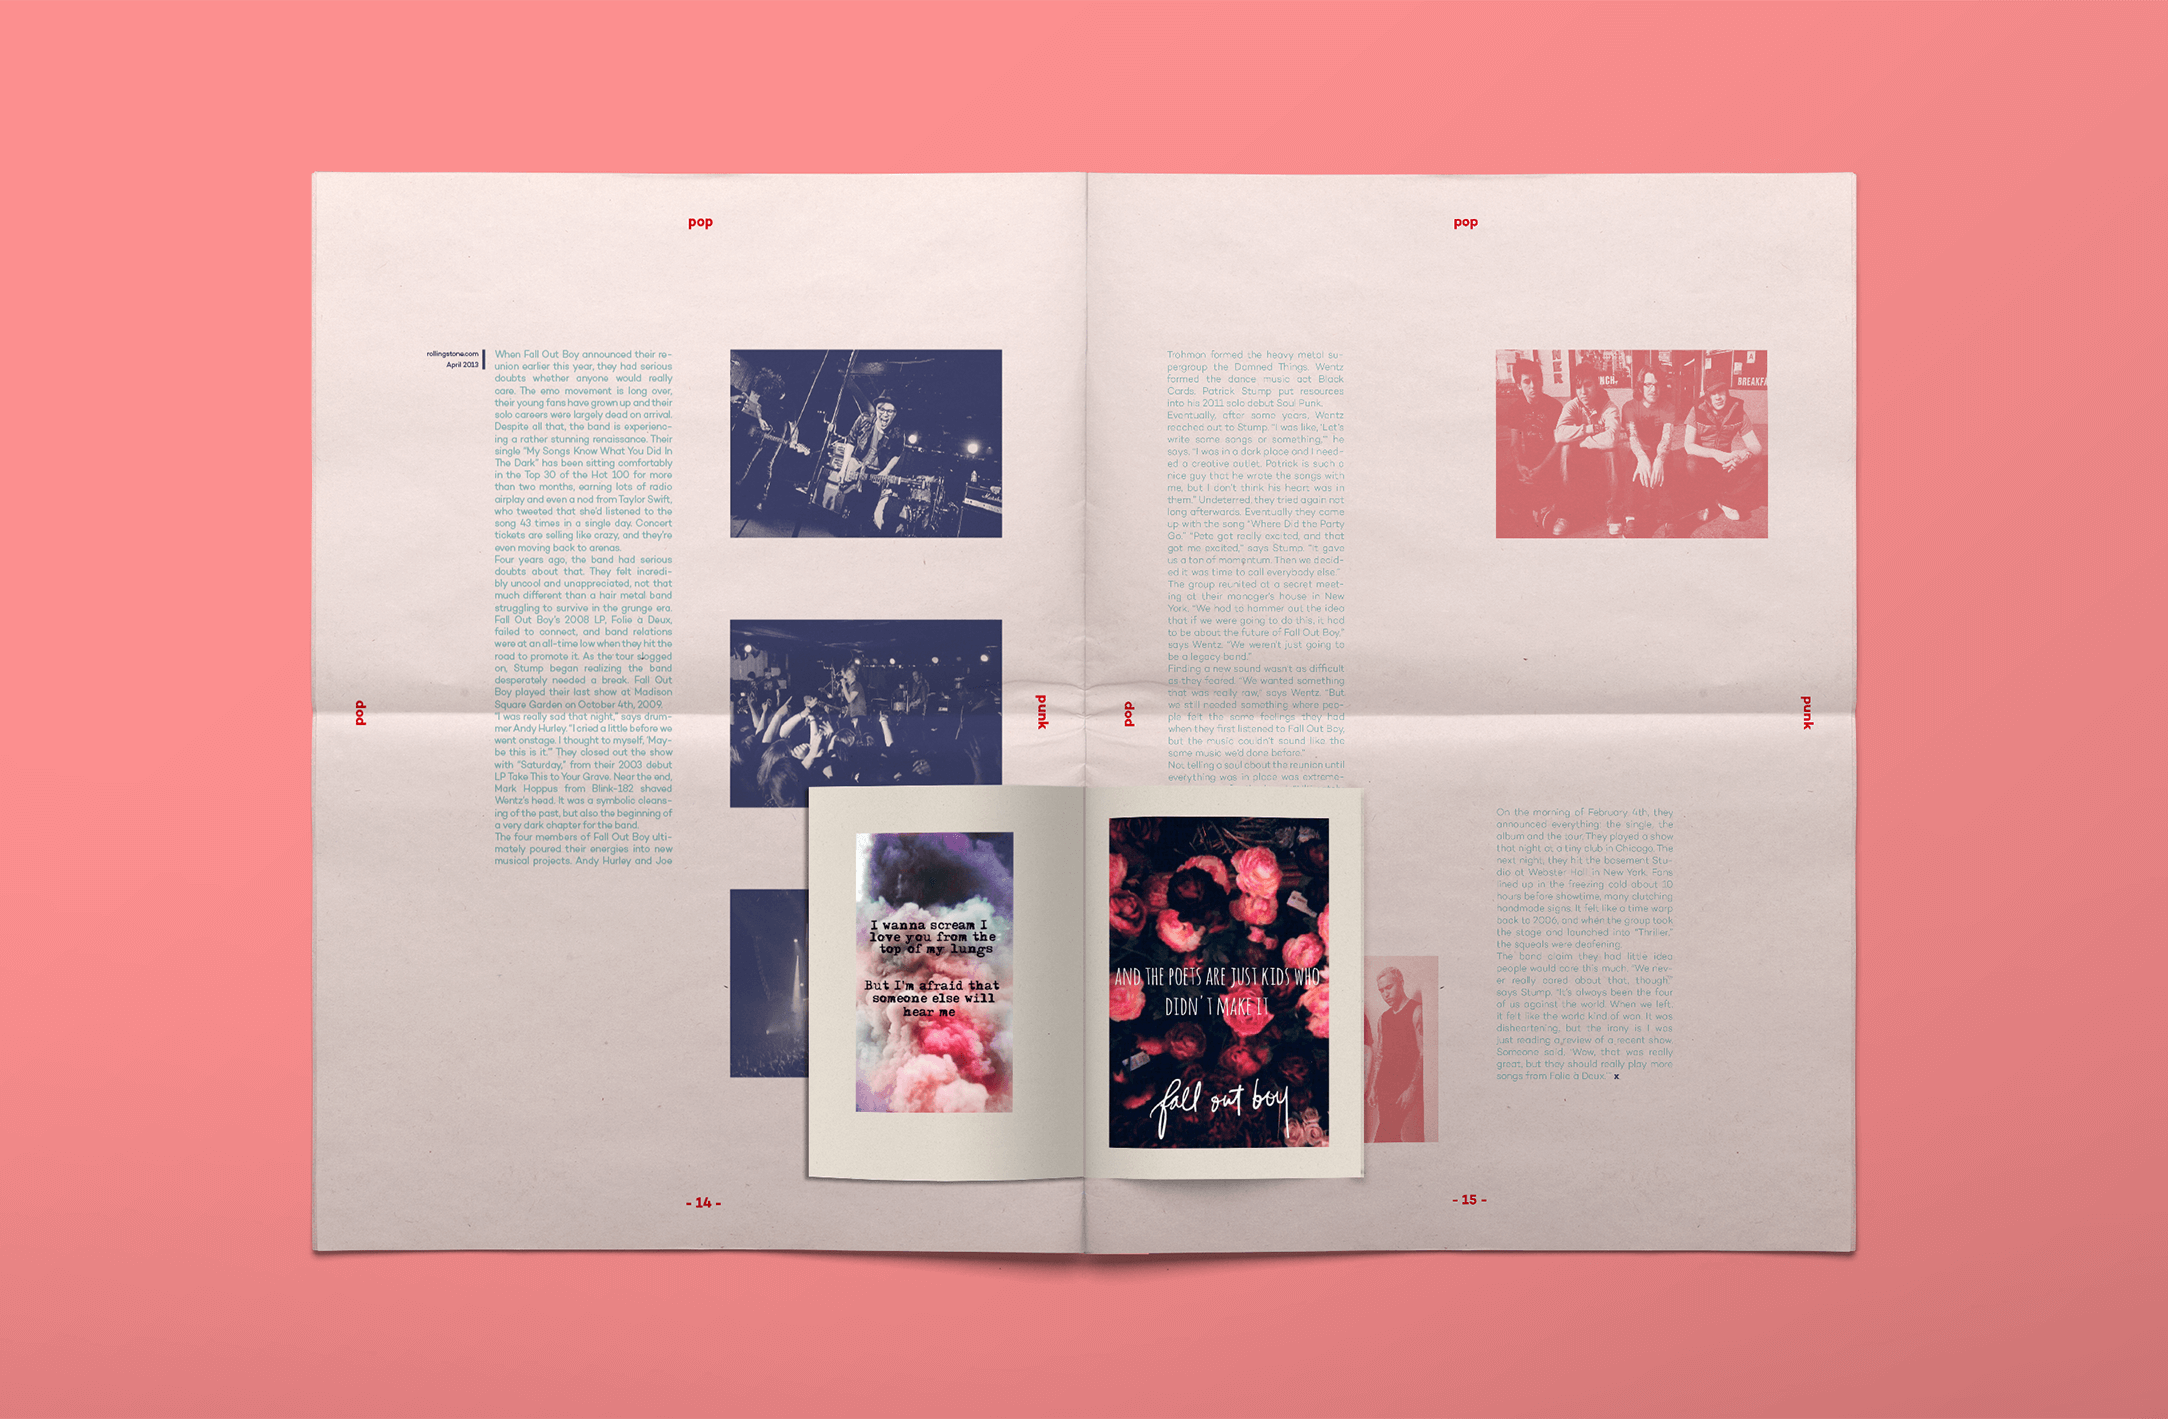 pop
rollingstone.com
April 2013
When Fall Out Boy announced their re-
union earlier this year, they had serious
doubts whether anyone would really
care. The emo movement is long over,
their young fans have grown up and their
solo careers were largely dead on arrival.
Despite all that, the band is experienc-
ing a rather stunning renaissance. Their
single "My Songs Know What You Did In
The Dark" has been sitting comfortably
in the Top 30 of the Hot 100 for more
than two months, earning lots of radio
airplay and even a nod from Taylor Swift,
who tweeted that she'd listened to the
song 43 times in a single day. Concert
tickets are selling like crazy, and they're
even moving back to arenas.
Four years ago, the band had serious
doubts about that. They felt incredi-
bly uncool and unappreciated, not that
much different than a hair metal band
struggling to survive in the grunge era.
Fall Out Boy's 2008 LP, Folie à Deux,
failed to connect, and band relations
were at an all-time low when they hit the
road to promote it. As the tour slogged
on, Stump began realizing the band
desperately needed a break. Fall Out
Boy played their last show at Madison
Square Garden on October 4th, 2009.
"I was really sad that night," says drum-
mer Andy Hurley. "I cried a little before we
went onstage. I thought to myself, 'May-
be this is it.'" They closed out the show
with "Saturday," from their 2003 debut
LP Take This to Your Grave. Near the end,
Mark Hoppus from Blink-182 shaved
Wentz's head. It was a symbolic cleans-
ing of the past, but also the beginning of
a very dark chapter for the band.
The four members of Fall Out Boy ulti-
mately poured their energies into new
musical projects. Andy Hurley and Joe
pop
punk
- 14 -
I wanna scream I
love you from the
top of my lungs
But I'm afraid that
someone else will
hear me
pop
Trohman formed the heavy metal su-
pergroup the Damned Things. Wentz
formed the dance music act Black
Cards. Patrick Stump put resources
into his 2011 solo debut Soul Punk.
Eventually, after some years, Wentz
reached out to Stump. "I was like, 'Let's
write some songs or something,'" he
says. "I was in a dark place and I need-
ed a creative outlet. Patrick is such a
nice guy that he wrote the songs with
me, but I don't think his heart was in
them." Undeterred, they tried again not
long afterwards. Eventually they came
up with the song "Where Did the Party
Go." "Pete got really excited, and that
got me excited," says Stump. "It gave
us a ton of momentum. Then we decid-
ed it was time to call everybody else."
The group reunited at a secret meet-
ing at their manager's house in New
York. "We had to hammer out the idea
that if we were going to do this, it had
to be about the future of Fall Out Boy,"
says Wentz. "We weren't just going to
be a legacy band."
Finding a new sound wasn't as difficult
as they feared. "We wanted something
that was really raw," says Wentz. "But
we still needed something where peo-
ple felt the same feelings they had
when they first listened to Fall Out Boy,
but the music couldn't sound like the
same music we'd done before."
Not telling a soul about the reunion until
everything was in place was extreme-
BREAKFA
pop
punk
On the morning of February 4th, they
announced everything: the single, the
album and the tour. They played a show
that night at a tiny club in Chicago. The
next night, they hit the basement Stu-
dio at Webster Hall in New York. Fans
lined up in the freezing cold about 10
hours before showtime, many clutching
handmade signs. It felt like a time warp
back to 2006, and when the group took
the stage and launched into "Thriller,"
the squeals were deafening.
The band claim they had little idea
people would care this much. "We nev-
er really cared about that, though,"
says Stump. "It's always been the four
of us against the world. When we left,
it felt like the world kind of won. It was
disheartening, but the irony is I was
just reading a review of a recent show.
Someone said, 'Wow, that was really
great, but they should really play more
songs from Folie à Deux.'" x
AND THE POETS ARE JUST KIDS WHO
DIDN'T MAKE IT
fall out boy
- 15 -